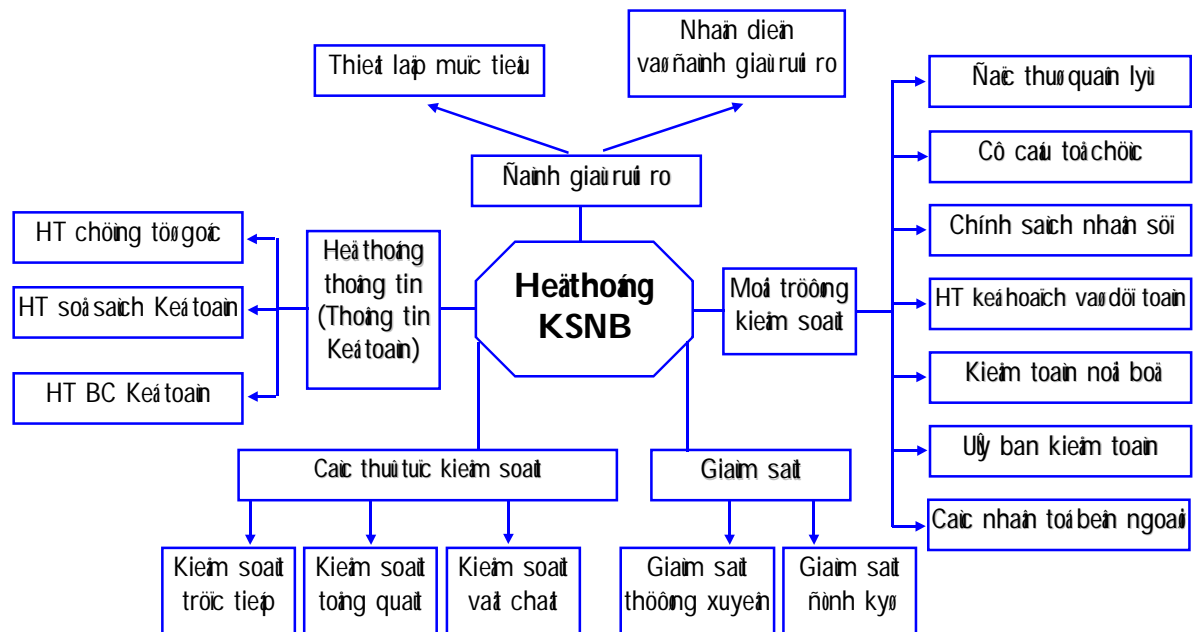 Nhaän dieän
vaø ñaùnh giaù ruûi ro
Thieát laäp muïc tieâu
Ñaëc thuø quaûn lyù
Ñaùnh giaù ruûi ro
Cô caáu toå chöùc
HT chöùng töø goác
Heä thoáng
thoâng tin
(Thoâng tin
Keá toaùn)
Heä thoáng
KSNB
Moâi tröôøng
kieåm soaùt
Chính saùch nhaân söï
HT soå saùch Keá toaùn
HT keá hoaïch vaø döï toaùn
HT BC Keá toaùn
Kieåm toaùn noäi boä
Uûy ban kieåm toaùn
Caùc thuû tuïc kieåm soaùt
Giaùm saùt
Caùc nhaân toá beân ngoaøi
Kieåm soaùt
tröïc tieáp
Kieåm soaùt
toång quaùt
Kieåm soaùt
vaät chaát
Giaùm saùt
thöôøng xuyeân
Giaùm saùt
ñònh kyø